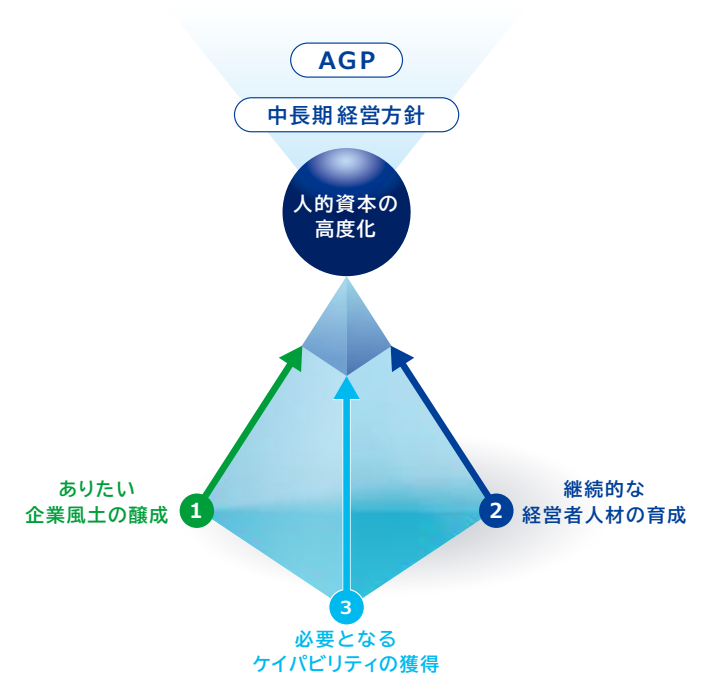 AGP
中長期経営方針
人的資本の
高度化
ありたい
企業風土の醸成
1
2
継続的な
経営者人材の育成
3
必要となる
ケイパビリティの獲得